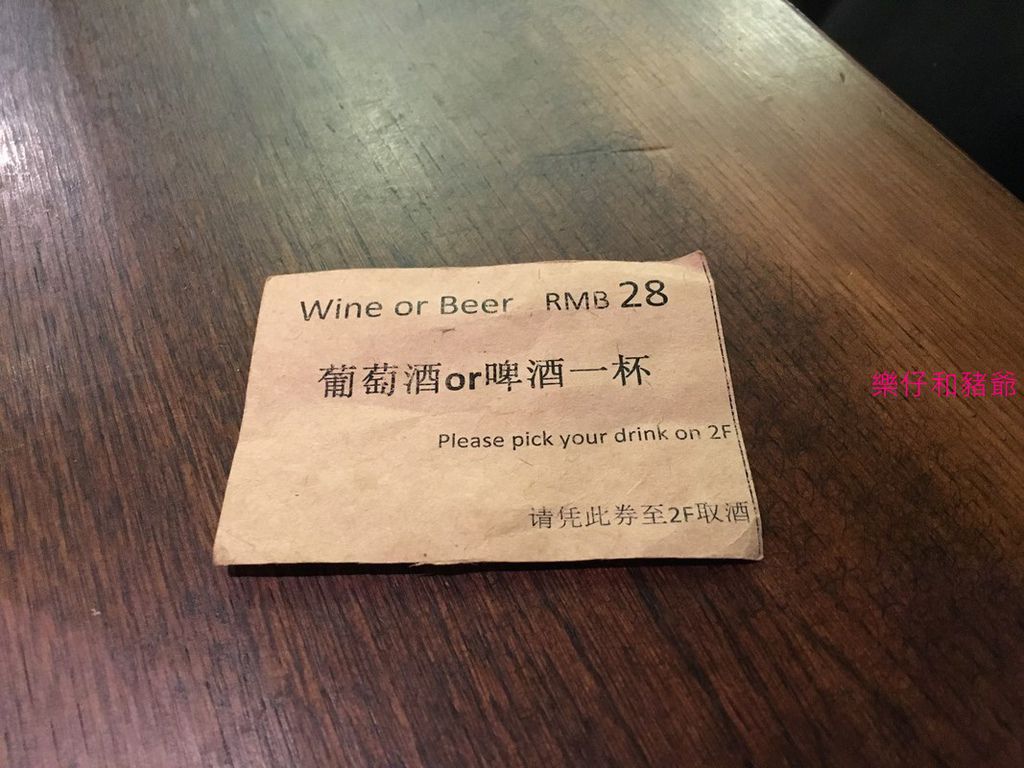 Wine or Beer RMB 28
葡萄酒or啤酒一杯
樂仔和豬爺
Please pick your drink on 2F
请凭此券至2F取酒